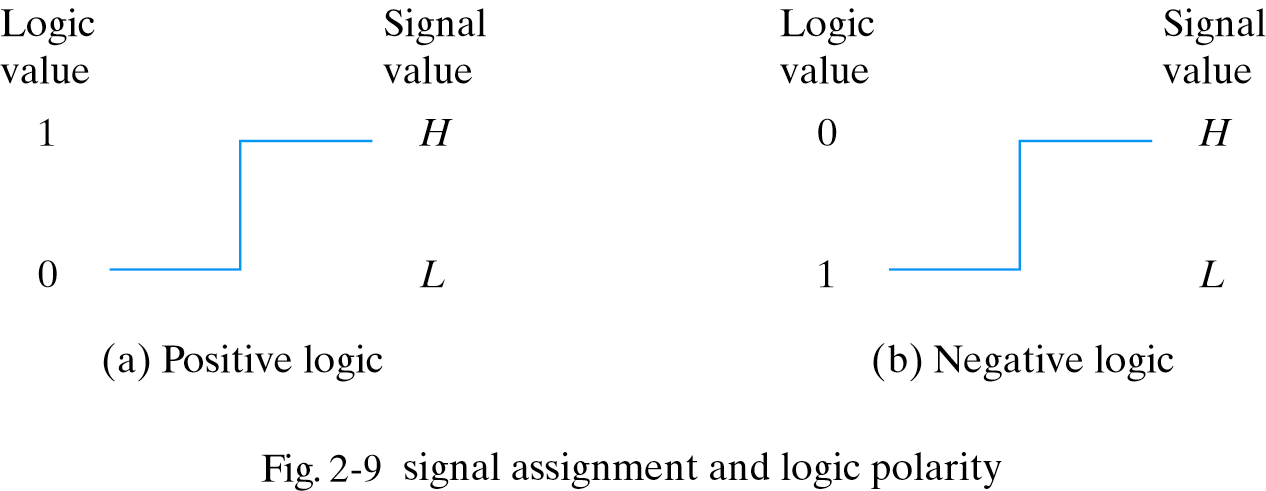 Logic value
Signal value
1
H
0
L
(a) Positive logic
Logic value
Signal value
0
H
1
L
(b) Negative logic
Fig. 2-9 signal assignment and logic polarity